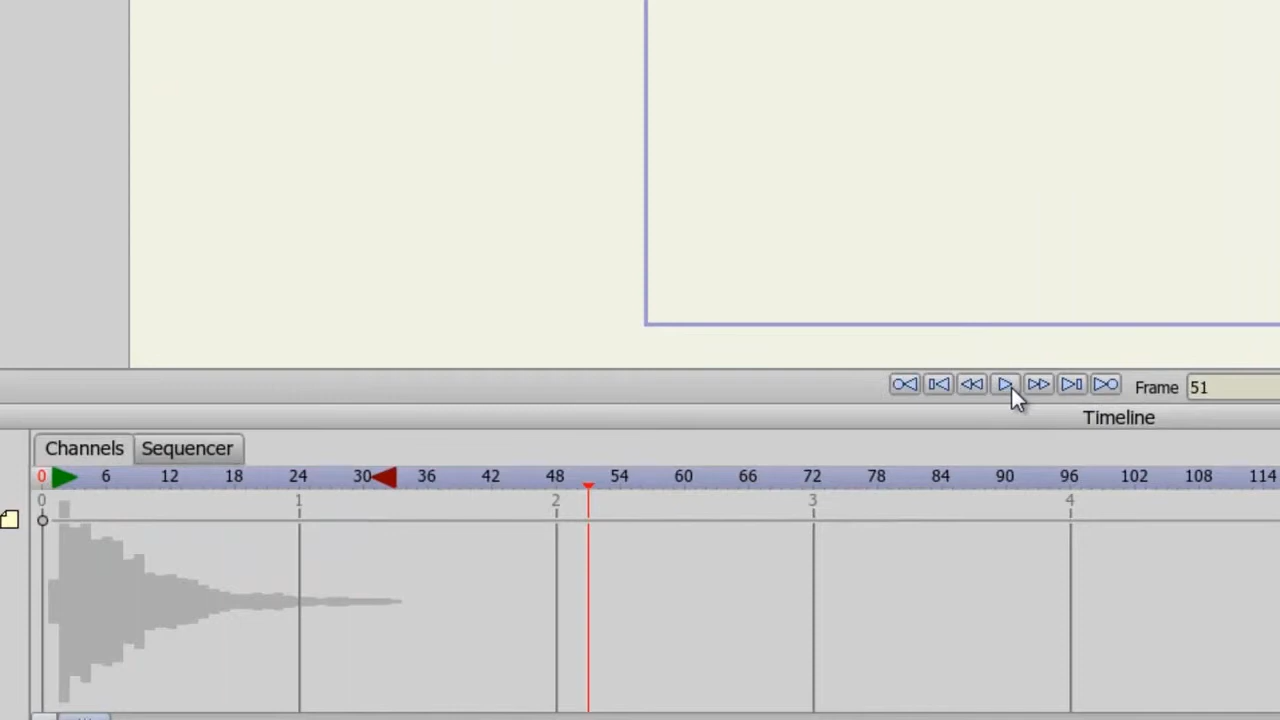 Frame 51
Timeline
Channels Sequencer
0 6 12 18 24 30 36 42 48 54 60 66 72 78 84 90 96 102 108 114
0 1 2 3 4